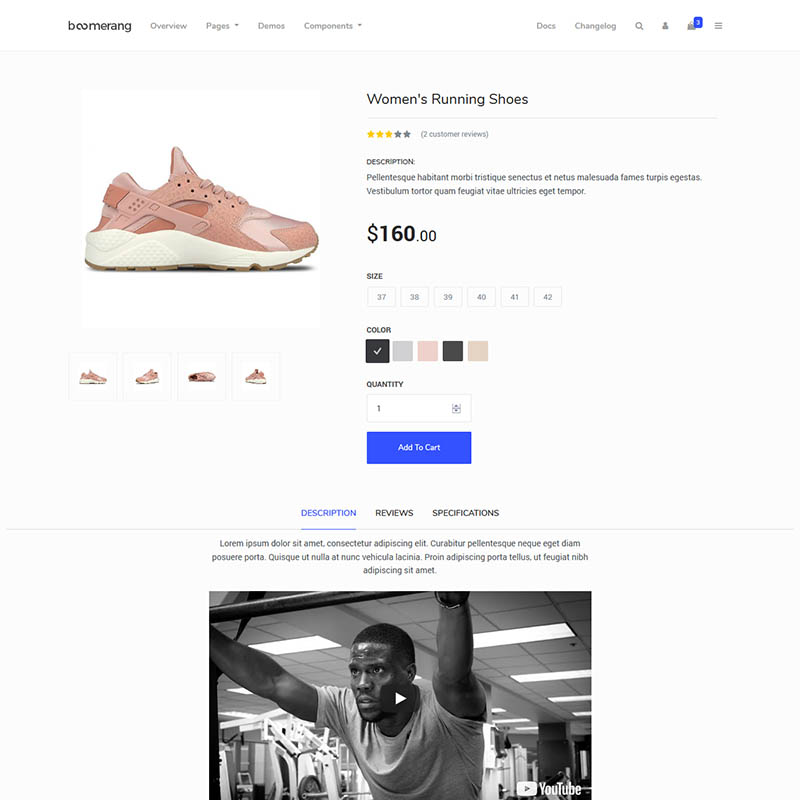 boomerang Overview Pages Demos Components Docs Changelog 3
Women's Running Shoes
(2 customer reviews)
DESCRIPTION:
Pellentesque habitant morbi tristique senectus et netus malesuada fames turpis egestas.
Vestibulum tortor quam feugiat vitae ultricies eget tempor.
$160.00
SIZE
37 38 39 40 41 42
COLOR
QUANTITY
1
Add To Cart
DESCRIPTION REVIEWS SPECIFICATIONS
Lorem ipsum dolor sit amet, consectetur adipiscing elit. Curabitur pellentesque neque eget diam
posuere porta. Quisque ut nulla at nunc vehicula lacinia. Proin adipiscing porta tellus, ut feugiat nibh
adipiscing sit amet.
YouTube